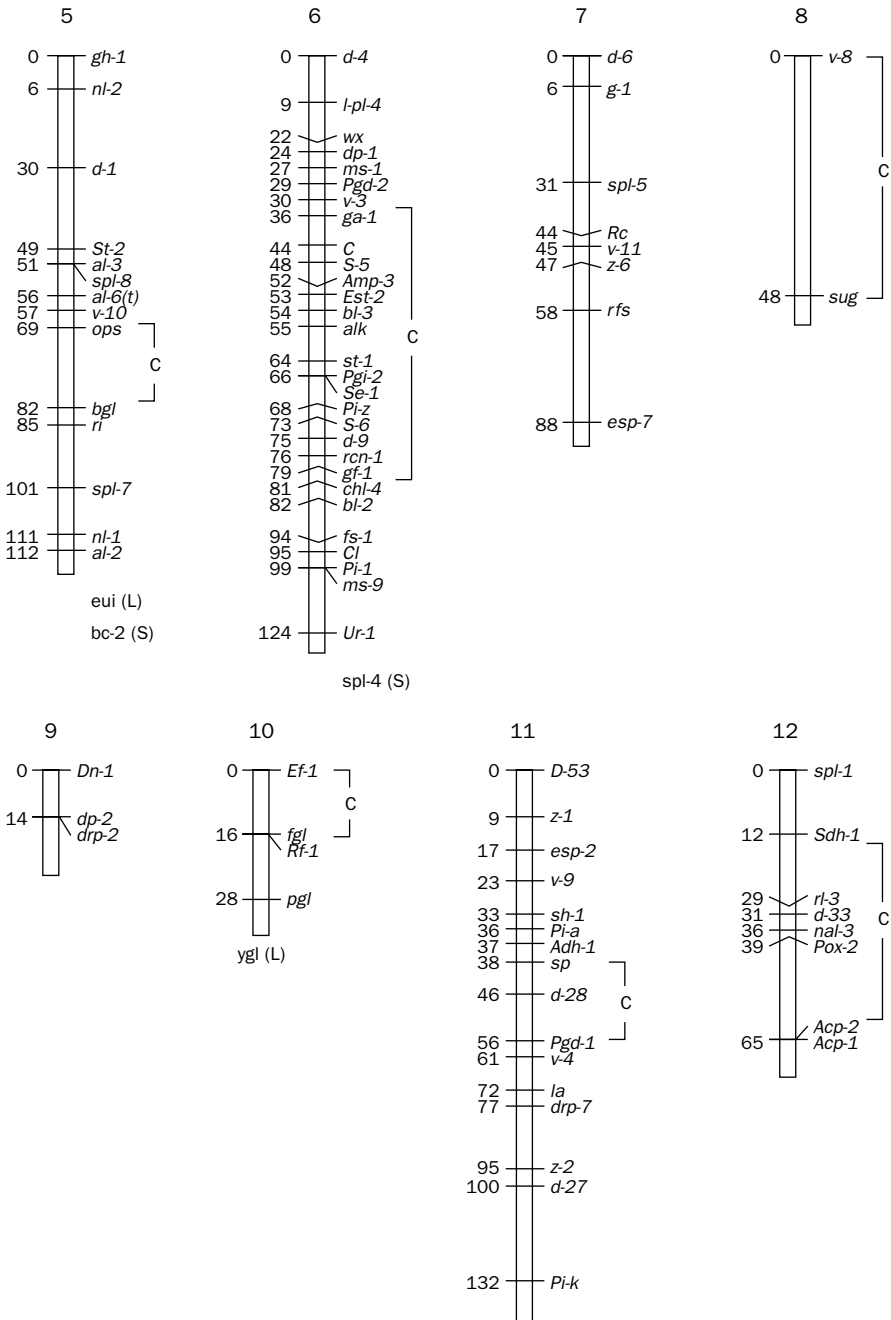 5
0 gh-1
6 nl-2
30 d-1
49 St-2
51 al-3
spl-8
56 al-6(t)
57 v-10
69 ops
C
82 bgl
85 ri
101 spl-7
111 nl-1
112 al-2
eui (L)
bc-2 (S)
6
0 d-4
9 l-pl-4
22 wx
24 dp-1
27 ms-1
29 Pgd-2
30 v-3
36 ga-1
44 C
48 S-5
52 Amp-3
53 Est-2
54 bl-3
55 alk
C
64 st-1
66 Pgi-2
Se-1
68 Pi-z
73 S-6
75 d-9
76 rcn-1
79 gf-1
81 chl-4
82 bl-2
94 fs-1
95 Cl
99 Pi-1
ms-9
124 Ur-1
spl-4 (S)
7
0 d-6
6 g-1
31 spl-5
44 Rc
45 v-11
47 z-6
58 rfs
88 esp-7
8
0 v-8
C
48 sug
9
0 Dn-1
14 dp-2
drp-2
10
0 Ef-1
C
16 fgl
Rf-1
28 pgl
ygl (L)
11
0 D-53
9 z-1
17 esp-2
23 v-9
33 sh-1
36 Pi-a
37 Adh-1
38 sp
46 d-28
C
56 Pgd-1
61 v-4
72 la
77 drp-7
95 z-2
100 d-27
132 Pi-k
12
0 spl-1
12 Sdh-1
29 rl-3
31 d-33
C
36 nal-3
39 Pox-2
Acp-2
65 Acp-1